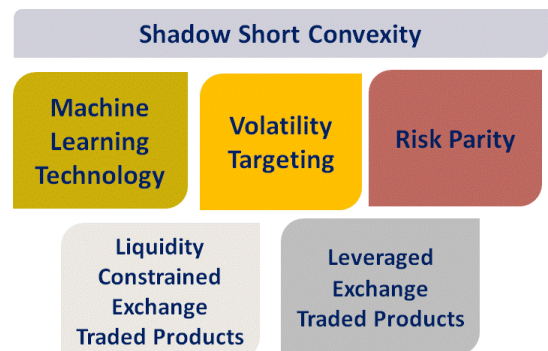 Shadow Short Convexity
Machine
Learning
Technology
Volatility
Targeting
Risk Parity
Liquidity
Constrained
Exchange
Traded Products
Leveraged
Exchange
Traded Products